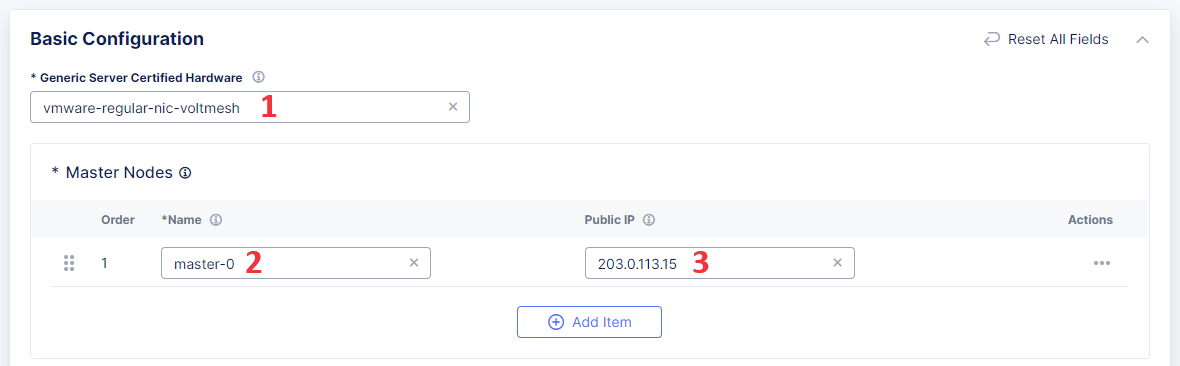 Basic Configuration
Reset All Fields
* Generic Server Certified Hardware
vmware-regular-nic-voltmesh 1
* Master Nodes
Order *Name Public IP Actions
1 master-0 2 203.0.113.15 3
Add Item